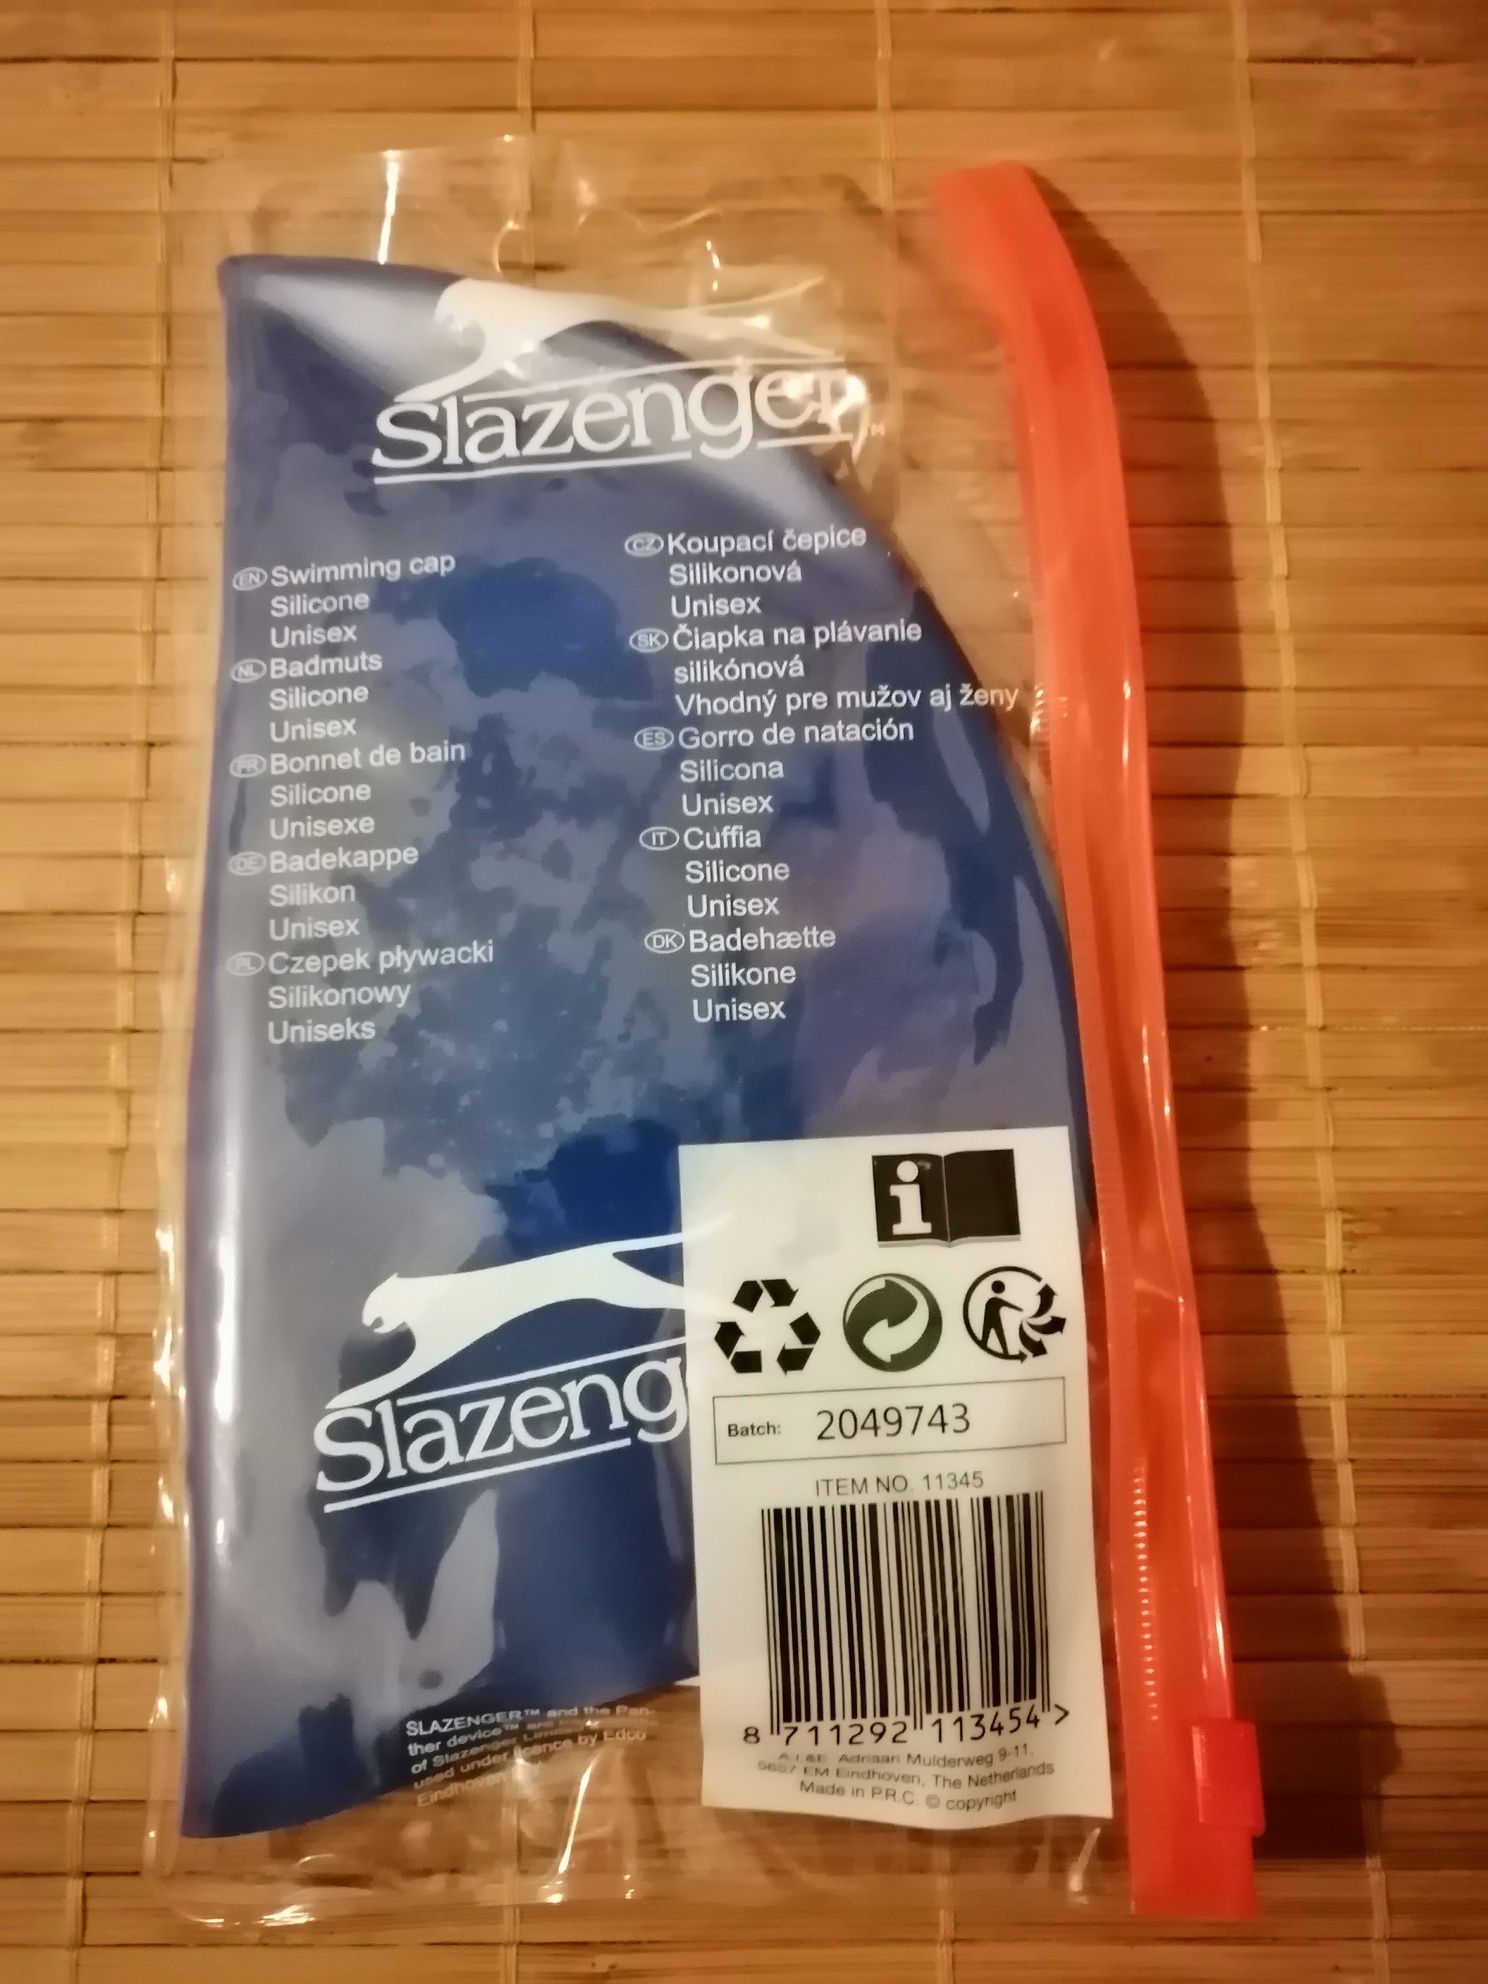 Slazenger
EN Swimming cap
Silicone
Unisex
NL Badmuts
Silicone
Unisex
FR Bonnet de bain
Silicone
Unisexe
DE Badekappe
Silikon
Unisex
PL Czepek pływacki
Silikonowy
Uniseks
CZ Koupací čepice
Silikonová
Unisex
SK Čiapka na plávanie
silikónová
Vhodný pre mužov aj ženy
ES Gorro de natación
Silicona
Unisex
IT Cuffia
Silicone
Unisex
DK Badehætte
Silikone
Unisex
Slazeng
i
Batch: 2049743
ITEM NO. 11345
8 711292 113454 >
A.I.&E. Adriaan Mulderweg 9-11,
5657 EM Eindhoven, The Netherlands
Made in P.R.C. © copyright
SLAZENGER™ and the Pan-
ther device™ are
of Slazenger Limited
used under licence by Edco
Eindhoven